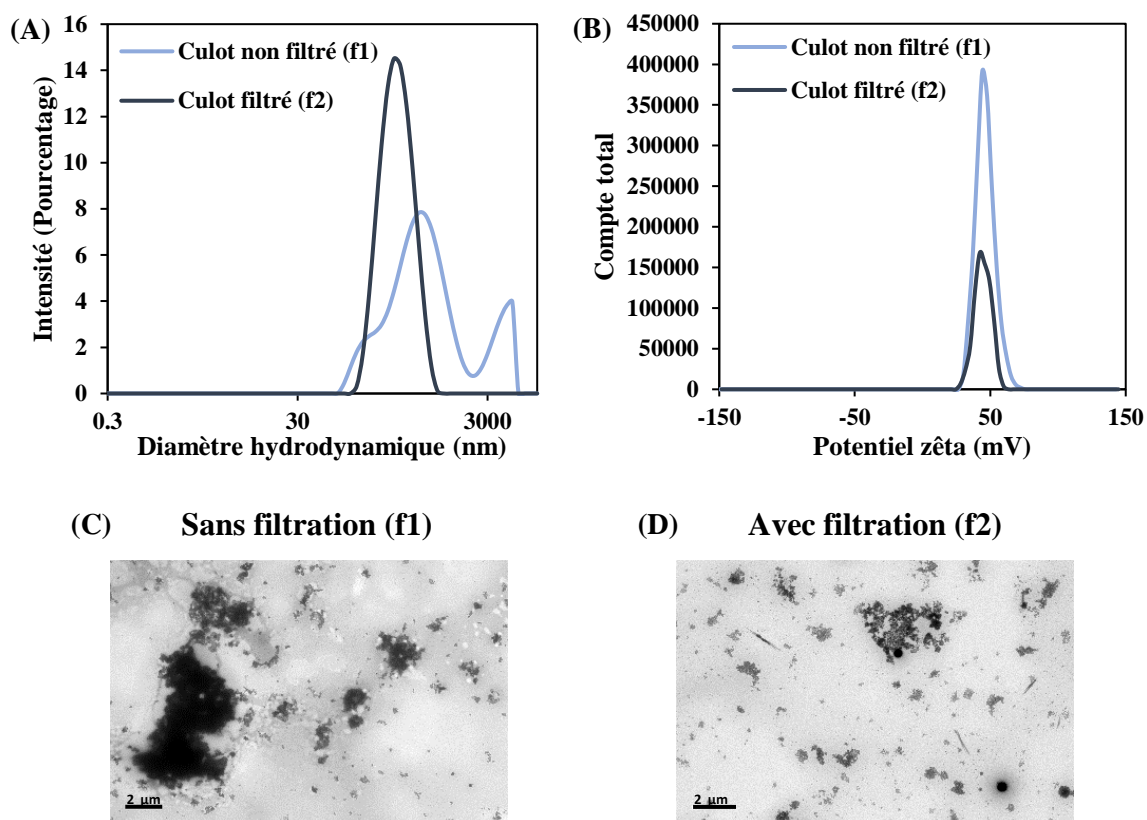 (A)
Intensité (Pourcentage)
16
14
12
10
8
6
4
2
0
Culot non filtré (f1)
Culot filtré (f2)
0.3
30
3000
Diamètre hydrodynamique (nm)
(B)
Compte total
450000
400000
350000
300000
250000
200000
150000
100000
50000
0
Culot non filtré (f1)
Culot filtré (f2)
-150
-50
50
150
Potentiel zêta (mV)
(C) Sans filtration (f1)
2 µm
(D) Avec filtration (f2)
2 µm